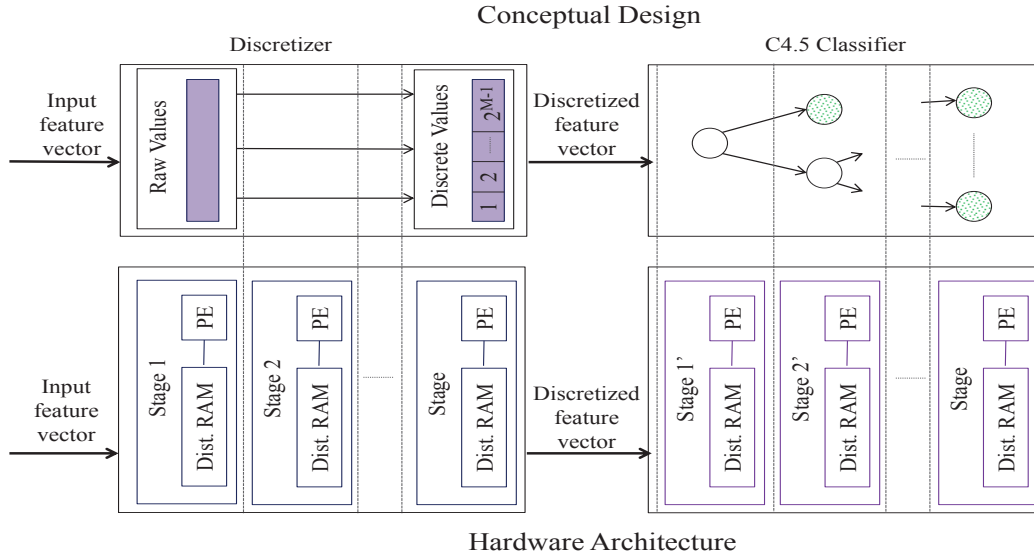 Conceptual Design
Discretizer
C4.5 Classifier
Input
feature
vector
Raw Values
Discrete Values
1 2 ...... 2^M-1
Discretized
feature
vector
........
........
Input
feature
vector
Stage 1
Dist. RAM
PE
Stage 2
Dist. RAM
PE
........
Stage
Dist. RAM
PE
Discretized
feature
vector
Stage 1’
Dist. RAM
PE
Stage 2’
Dist. RAM
PE
........
Stage
Dist. RAM
PE
Hardware Architecture